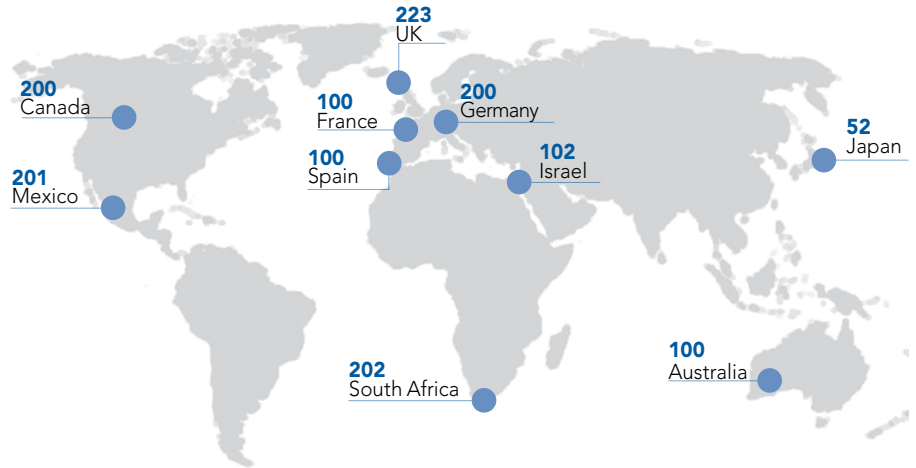 223
UK
200
Canada
100
France
200
Germany
52
Japan
102
Israel
100
Spain
201
Mexico
202
South Africa
100
Australia